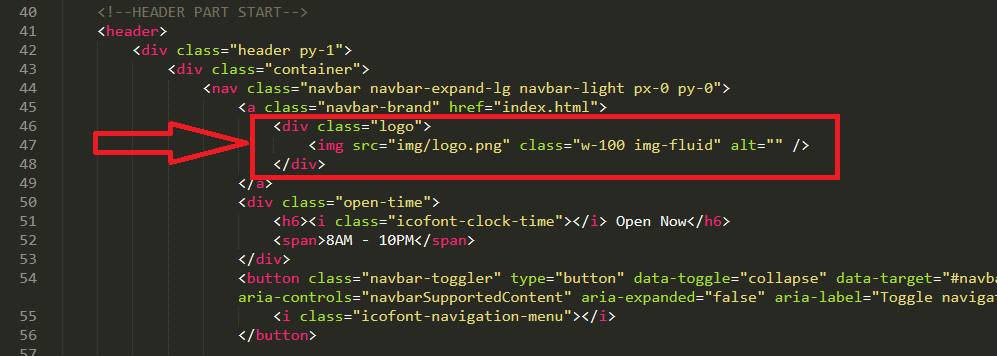 40 <!--HEADER PART START-->
41 <header>
42 <div class="header py-1">
43 <div class="container">
44 <nav class="navbar navbar-expand-lg navbar-light px-0 py-0">
45 <a class="navbar-brand" href="index.html">
46 <div class="logo">
47 <img src="img/logo.png" class="w-100 img-fluid" alt="" />
48 </div>
49 </a>
50 <div class="open-time">
51 <h6><i class="icofont-clock-time"></i> Open Now</h6>
52 <span>8AM - 10PM</span>
53 </div>
54 <button class="navbar-toggler" type="button" data-toggle="collapse" data-target="#navba
aria-controls="navbarSupportedContent" aria-expanded="false" aria-label="Toggle navigat
55 <i class="icofont-navigation-menu"></i>
56 </button>
57